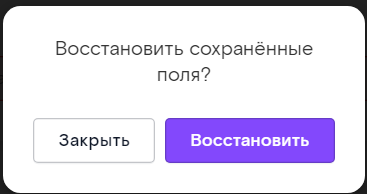 Восстановить сохранённые
поля?
Закрыть
Восстановить